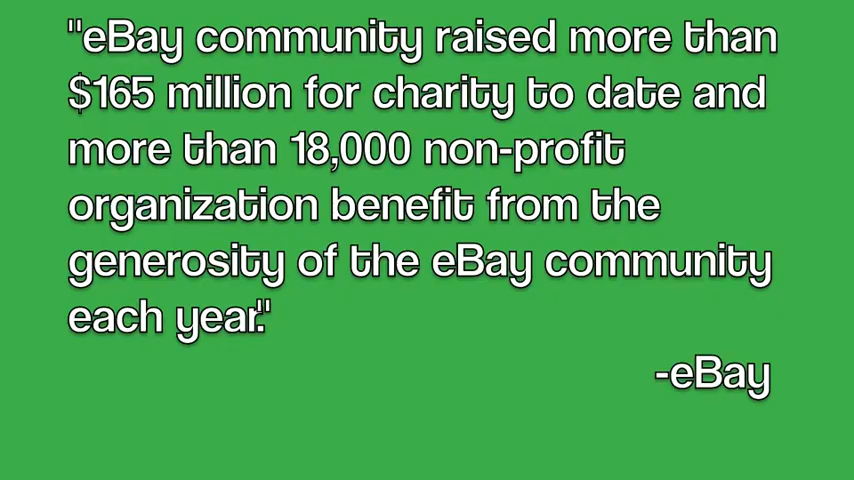 "eBay community raised more than
$165 million for charity to date and
more than 18,000 non-profit
organization benefit from the
generosity of the eBay community
each year."
-eBay